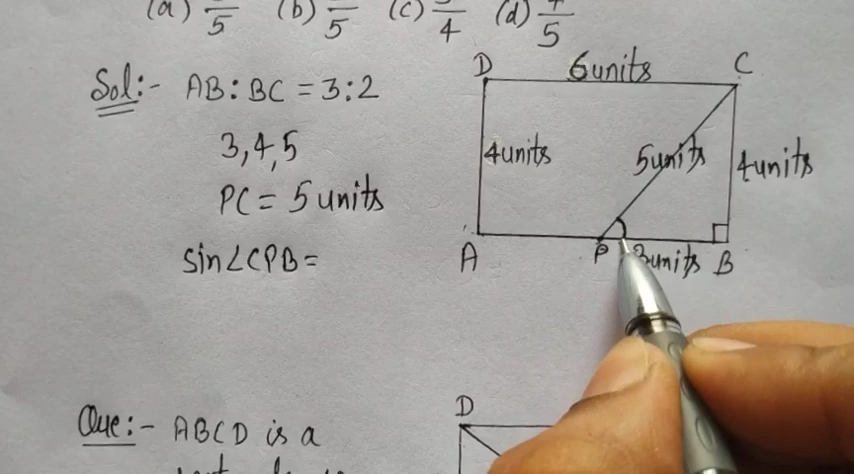 (a) /5 (b) /5 (c) /4 (d) /5
Sol:- AB:BC = 3:2
3,4,5
PC = 5 units
sin∠CPB =
D 6units C
4units 5units 4units
A P 3units B
Que:- ABCD is a
D